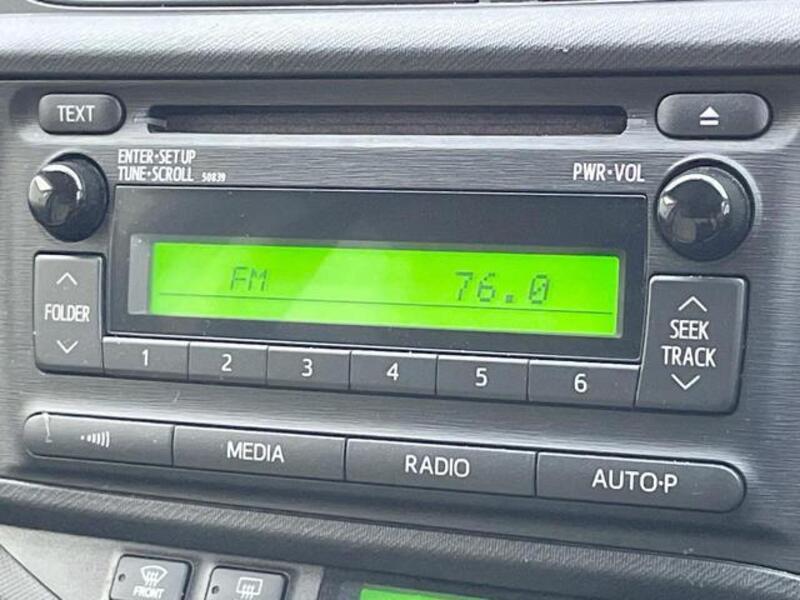 TEXT
ENTER·SETUP
TUNE·SCROLL 50839
PWR·VOL
FM 76.0
FOLDER
SEEK
TRACK
1 2 3 4 5 6
MEDIA RADIO AUTO·P
FRONT